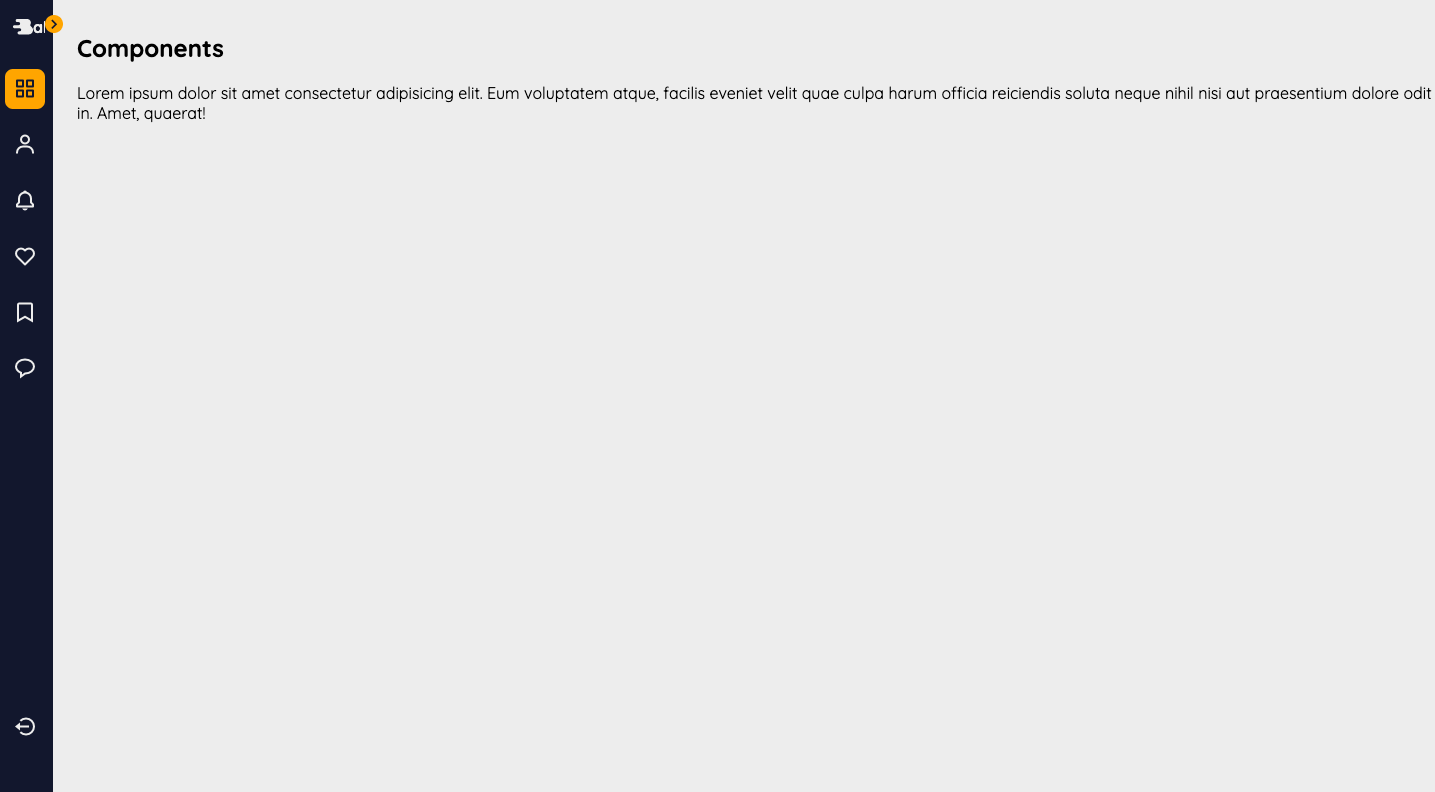 Components
Lorem ipsum dolor sit amet consectetur adipisicing elit. Eum voluptatem atque, facilis eveniet velit quae culpa harum officia reiciendis soluta neque nihil nisi aut praesentium dolore odit
in. Amet, quaerat!